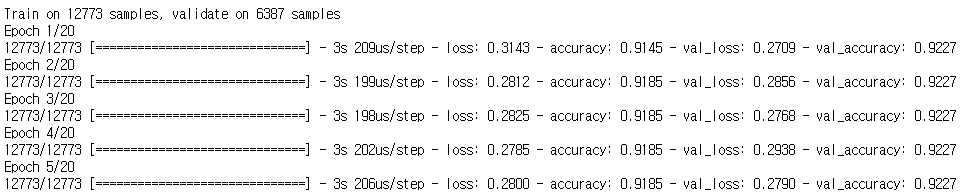 Train on 12773 samples, validate on 6387 samples
Epoch 1/20
12773/12773 [==============================] - 3s 209us/step - loss: 0.3143 - accuracy: 0.9145 - val_loss: 0.2709 - val_accuracy: 0.9227
Epoch 2/20
12773/12773 [==============================] - 3s 199us/step - loss: 0.2812 - accuracy: 0.9185 - val_loss: 0.2856 - val_accuracy: 0.9227
Epoch 3/20
12773/12773 [==============================] - 3s 198us/step - loss: 0.2825 - accuracy: 0.9185 - val_loss: 0.2768 - val_accuracy: 0.9227
Epoch 4/20
12773/12773 [==============================] - 3s 202us/step - loss: 0.2785 - accuracy: 0.9185 - val_loss: 0.2938 - val_accuracy: 0.9227
Epoch 5/20
12773/12773 [==============================] - 3s 206us/step - loss: 0.2800 - accuracy: 0.9185 - val_loss: 0.2790 - val_accuracy: 0.9227